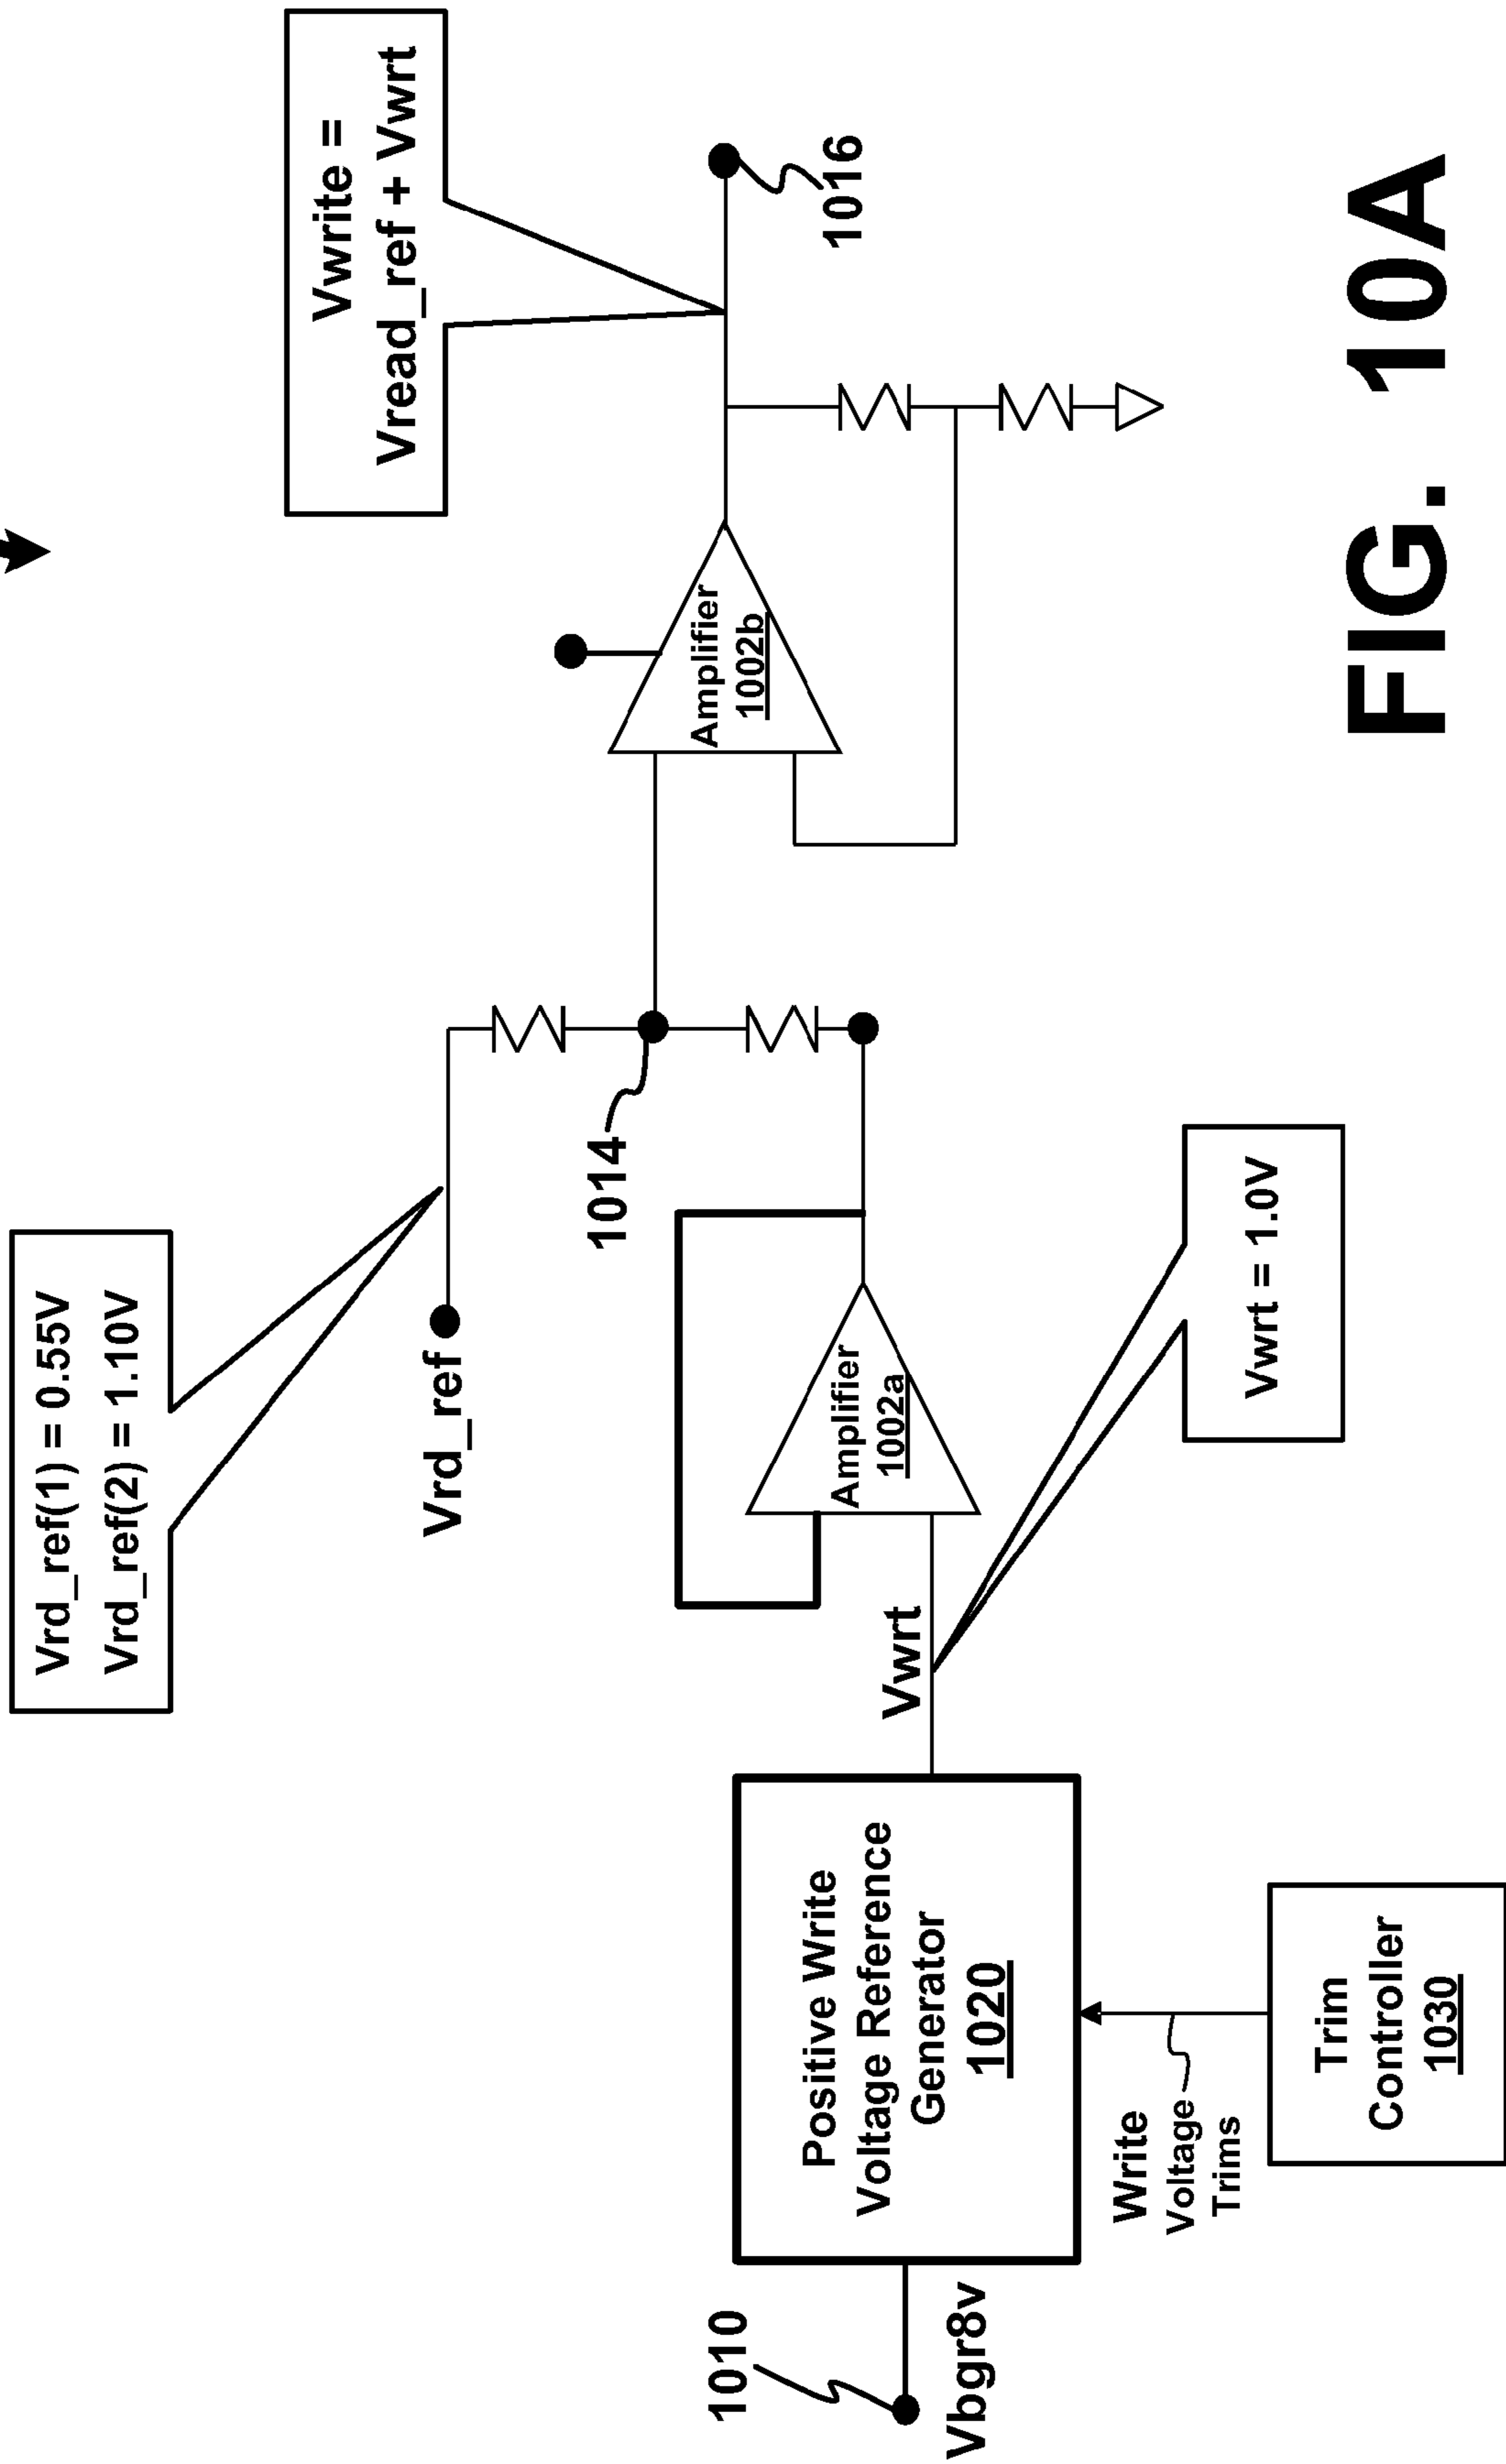 Vrd_ref(1) = 0.55V
Vrd_ref(2) = 1.10V
Vwrite =
Vread_ref + Vwrt
Vrd_ref
1014
Amplifier
1002b
1016
1010
Vbgr8v
Positive Write
Voltage Reference
Generator
1020
Vwrt
Amplifier
1002a
Write
Voltage
Trims
Trim
Controller
1030
Vwrt = 1.0V
FIG. 10A